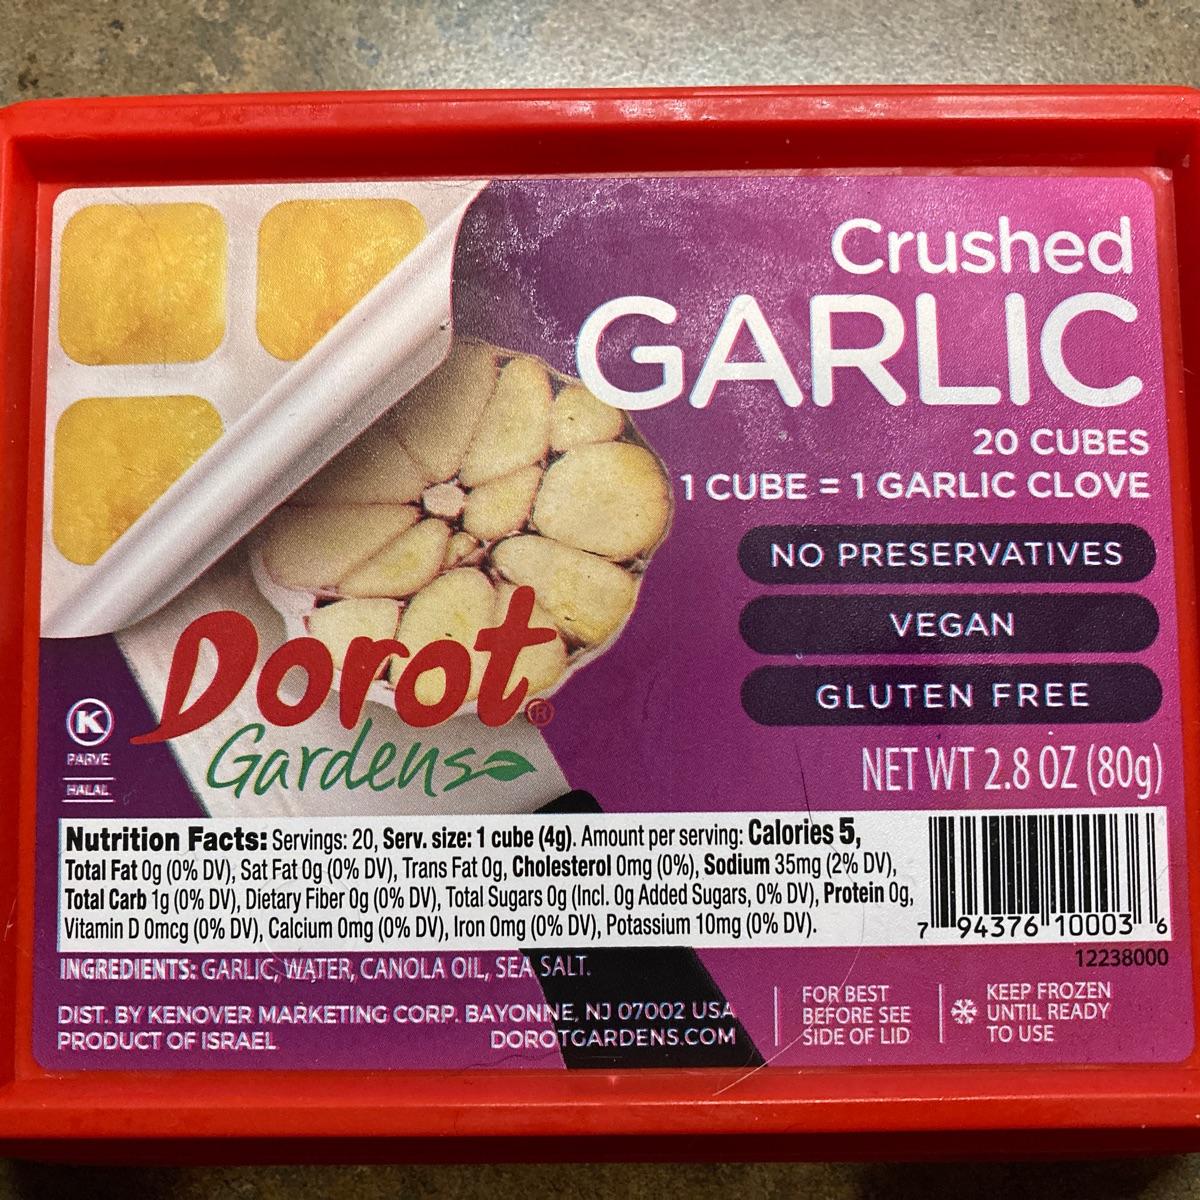 Crushed
GARLIC
20 CUBES
1 CUBE = 1 GARLIC CLOVE
NO PRESERVATIVES
VEGAN
GLUTEN FREE
NET WT 2.8 OZ (80g)
Dorot®
Gardens
K
PARVE
HALAL
Nutrition Facts: Servings: 20, Serv. size: 1 cube (4g). Amount per serving: Calories 5,
Total Fat 0g (0% DV), Sat Fat 0g (0% DV), Trans Fat 0g, Cholesterol 0mg (0%), Sodium 35mg (2% DV),
Total Carb 1g (0% DV), Dietary Fiber 0g (0% DV), Total Sugars 0g (Incl. 0g Added Sugars, 0% DV), Protein 0g,
Vitamin D 0mcg (0% DV), Calcium 0mg (0% DV), Iron 0mg (0% DV), Potassium 10mg (0% DV).
7 94376 10003 6
12238000
INGREDIENTS: GARLIC, WATER, CANOLA OIL, SEA SALT.
DIST. BY KENOVER MARKETING CORP. BAYONNE, NJ 07002 USA
PRODUCT OF ISRAEL
DOROTGARDENS.COM
FOR BEST
BEFORE SEE
SIDE OF LID
KEEP FROZEN
UNTIL READY
TO USE